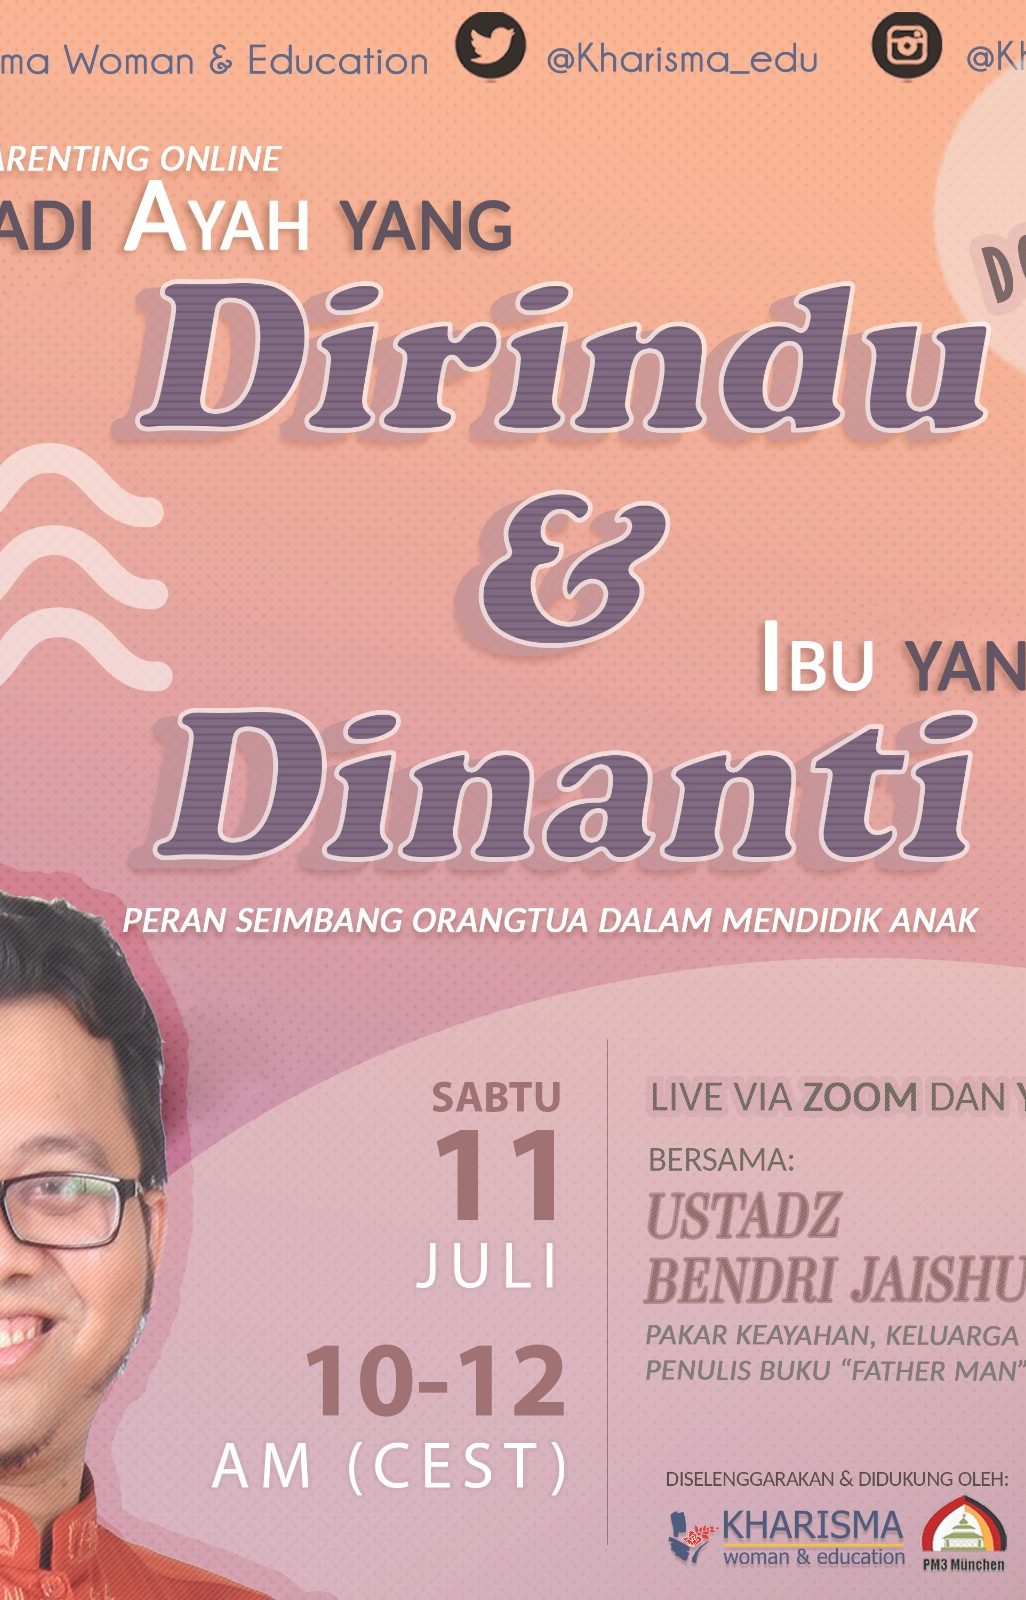 ma Woman & Education @Kharisma_edu @Kh
ARENTING ONLINE
ADI AYAH YANG
Dirindu
&
IBU YAN
Dinanti
PERAN SEIMBANG ORANGTUA DALAM MENDIDIK ANAK
SABTU
11
JULI
10-12
AM (CEST)
LIVE VIA ZOOM DAN Y
BERSAMA:
USTADZ
BENDRI JAISHU
PAKAR KEAYAHAN, KELUARGA
PENULIS BUKU “FATHER MAN”
DISELENGGARAKAN & DIDUKUNG OLEH:
KHARISMA
woman & education
PM3 München